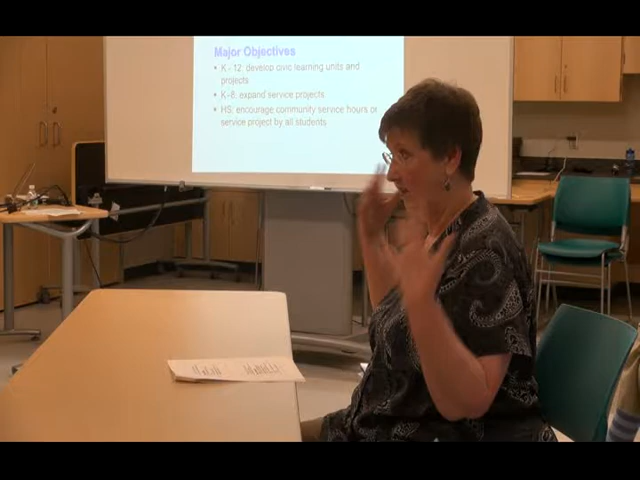 Major Objectives
• K - 12: develop civic learning units and
projects
• K-8: expand service projects
• HS: encourage community service hours or
service project by all students